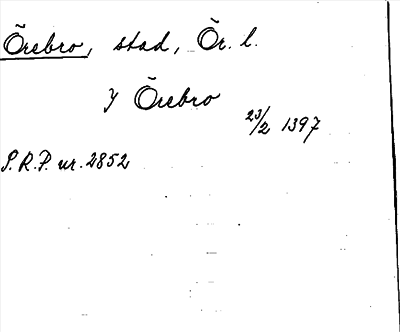 Örebro, stad, Ör. l.
y Örebro
23/2 1397
S.R.P. nr. 2852